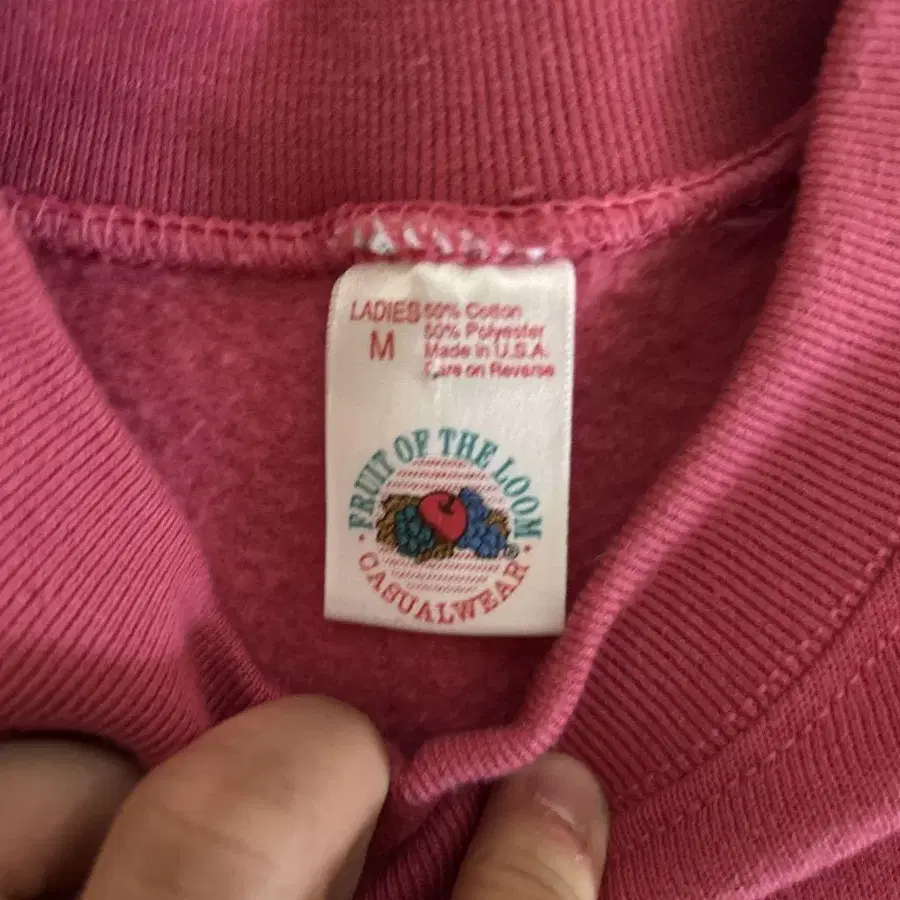 LADIES 50% Cotton
M 50% Polyester
Made in U.S.A.
Care on Reverse
FRUIT OF THE LOOM
CASUALWEAR